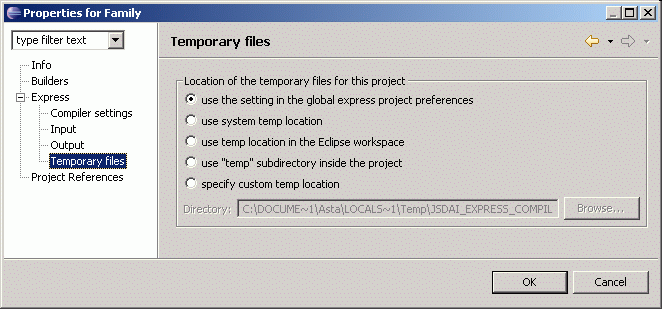 Properties for Family
type filter text
Temporary files
Info
Builders
Express
Compiler settings
Input
Output
Temporary files
Project References
Location of the temporary files for this project
use the setting in the global express project preferences
use system temp location
use temp location in the Eclipse workspace
use "temp" subdirectory inside the project
specify custom temp location
Directory: C:\DOCUME~1\Asta\LOCALS~1\Temp\JSDAI_EXPRESS_COMPIL Browse...
OK Cancel